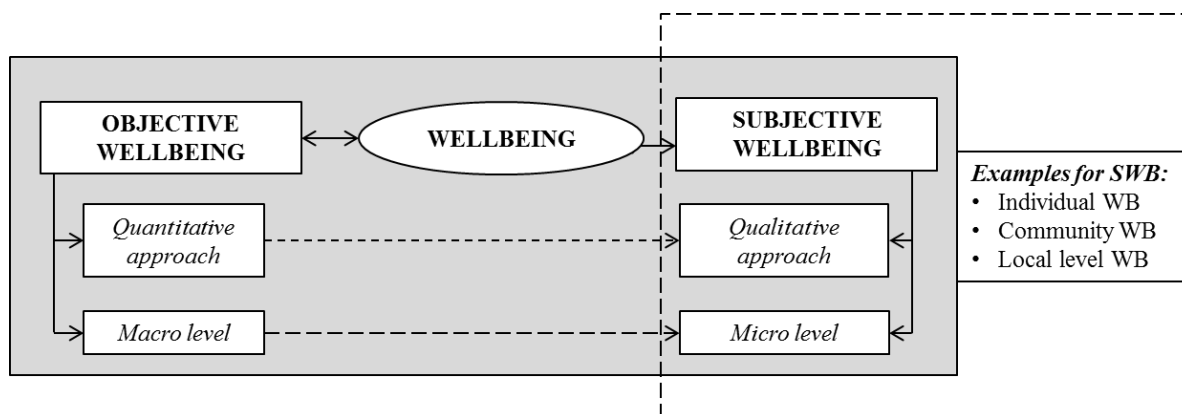 OBJECTIVE
WELLBEING
WELLBEING
SUBJECTIVE
WELLBEING
Quantitative
approach
Qualitative
approach
Macro level
Micro level
Examples for SWB:
• Individual WB
• Community WB
• Local level WB